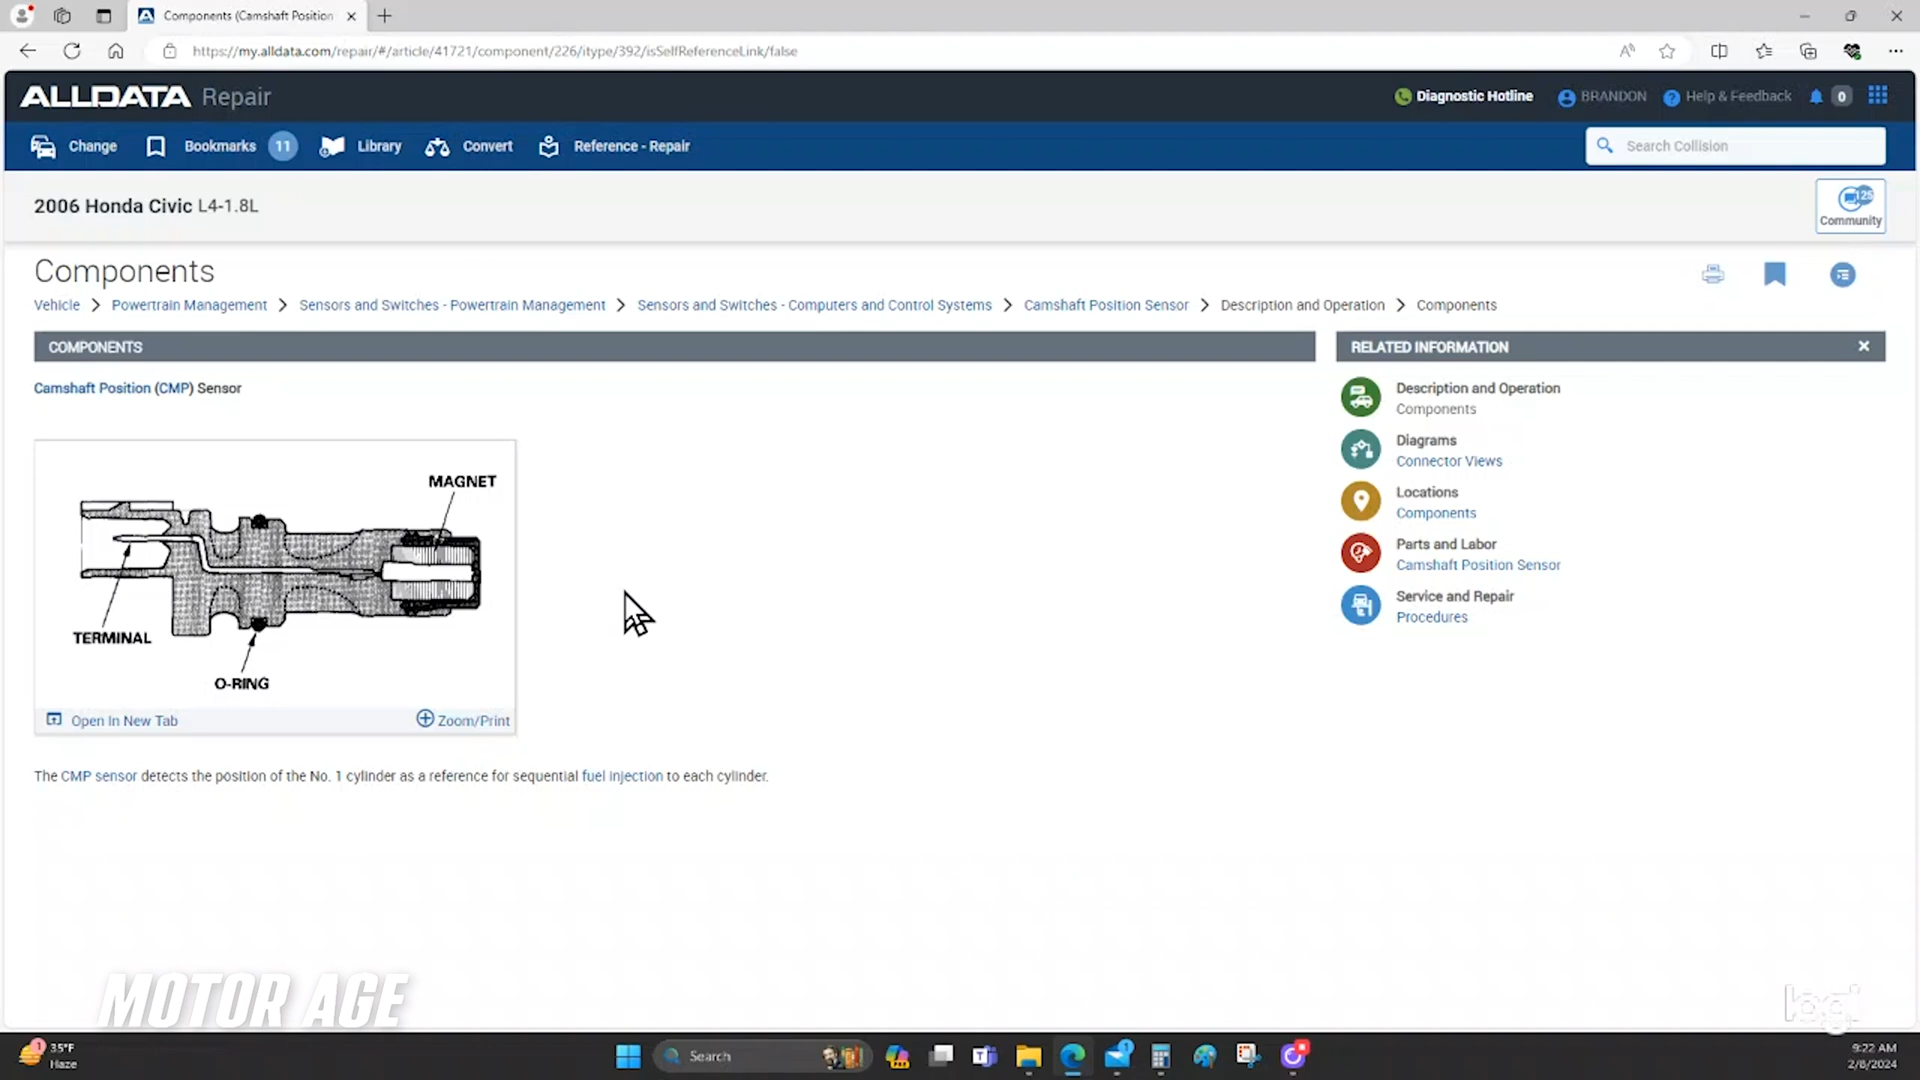 Components (Camshaft Position
https://my.alldata.com/repair/#/article/41721/component/226/itype/392/isSelfReferenceLink/false
ALLDATA Repair
Diagnostic Hotline
BRANDON
Help & Feedback
0
Change
Bookmarks 11
Library
Convert
Reference - Repair
Search Collision
2006 Honda Civic L4-1.8L
125
Community
Components
Vehicle > Powertrain Management > Sensors and Switches - Powertrain Management > Sensors and Switches - Computers and Control Systems > Camshaft Position Sensor > Description and Operation > Components
COMPONENTS
Camshaft Position (CMP) Sensor
MAGNET
TERMINAL
O-RING
Open In New Tab
Zoom/Print
The CMP sensor detects the position of the No. 1 cylinder as a reference for sequential fuel injection to each cylinder.
RELATED INFORMATION
Description and Operation
Components
Diagrams
Connector Views
Locations
Components
Parts and Labor
Camshaft Position Sensor
Service and Repair
Procedures
MOTOR AGE
logi
1
35°F
Haze
Search
1
9:22 AM
2/8/2024